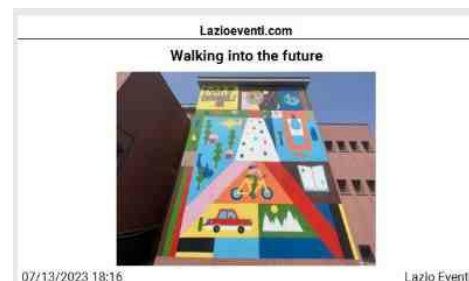 Lazioeventi.com
Walking into the future
07/13/2023 18:16
Lazio Eventi